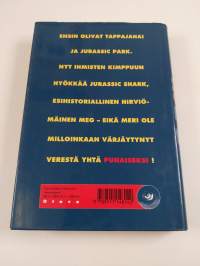 ENSIN OLIVAT TAPPAJAHAI
JA JURASSIC PARK.
NYT IHMISTEN KIMPPUUN
HYÖKKÄÄ JURASSIC SHARK,
ESIHISTORIALLINEN HIRVIÖ-
MÄINEN MEG – EIKÄ MERI OLE
MILLOINKAAN VÄRJÄYTYNYT
VERESTÄ YHTÄ PUNAISEKSI !
Otava